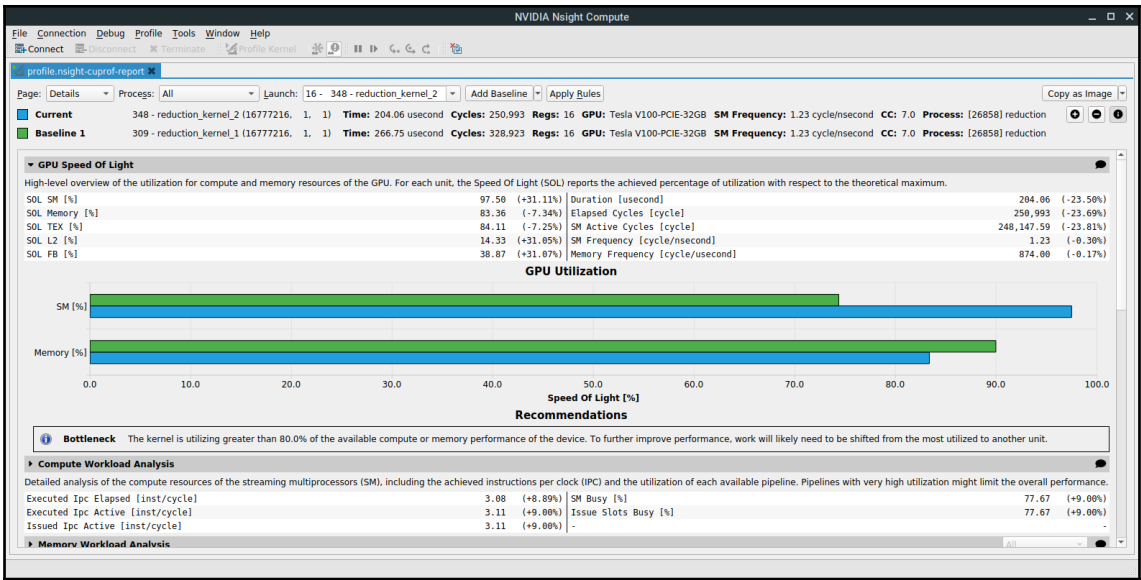 NVIDIA Nsight Compute
File Connection Debug Profile Tools Window Help
Connect Disconnect Terminate Profile Kernel
profile.nsight-cuprof-report
Page: Details Process: All Launch: 16 - 348 - reduction_kernel_2 Add Baseline Apply Rules Copy as Image
Current 348 - reduction_kernel_2 (16777216, 1, 1) Time: 204.06 usecond Cycles: 250,993 Regs: 16 GPU: Tesla V100-PCIE-32GB SM Frequency: 1.23 cycle/nsecond CC: 7.0 Process: [26858] reduction
Baseline 1 309 - reduction_kernel_1 (16777216, 1, 1) Time: 266.75 usecond Cycles: 328,923 Regs: 16 GPU: Tesla V100-PCIE-32GB SM Frequency: 1.23 cycle/nsecond CC: 7.0 Process: [26858] reduction
GPU Speed Of Light
High-level overview of the utilization for compute and memory resources of the GPU. For each unit, the Speed Of Light (SOL) reports the achieved percentage of utilization with respect to the theoretical maximum.
SOL SM [%] 97.50 (+31.11%) Duration [usecond] 204.06 (-23.50%)
SOL Memory [%] 83.36 (-7.34%) Elapsed Cycles [cycle] 250,993 (-23.69%)
SOL TEX [%] 84.11 (-7.25%) SM Active Cycles [cycle] 248,147.59 (-23.81%)
SOL L2 [%] 14.33 (+31.05%) SM Frequency [cycle/nsecond] 1.23 (-0.30%)
SOL FB [%] 38.87 (+31.07%) Memory Frequency [cycle/usecond] 874.00 (-0.17%)
GPU Utilization
SM [%]
Memory [%]
0.0 10.0 20.0 30.0 40.0 50.0 60.0 70.0 80.0 90.0 100.0
Speed Of Light [%]
Recommendations
Bottleneck The kernel is utilizing greater than 80.0% of the available compute or memory performance of the device. To further improve performance, work will likely need to be shifted from the most utilized to another unit.
Compute Workload Analysis
Detailed analysis of the compute resources of the streaming multiprocessors (SM), including the achieved instructions per clock (IPC) and the utilization of each available pipeline. Pipelines with very high utilization might limit the overall performance.
Executed Ipc Elapsed [inst/cycle] 3.08 (+8.89%) SM Busy [%] 77.67 (+9.00%)
Executed Ipc Active [inst/cycle] 3.11 (+9.00%) Issue Slots Busy [%] 77.67 (+9.00%)
Issued Ipc Active [inst/cycle] 3.11 (+9.00%) - -
Memory Workload Analysis All